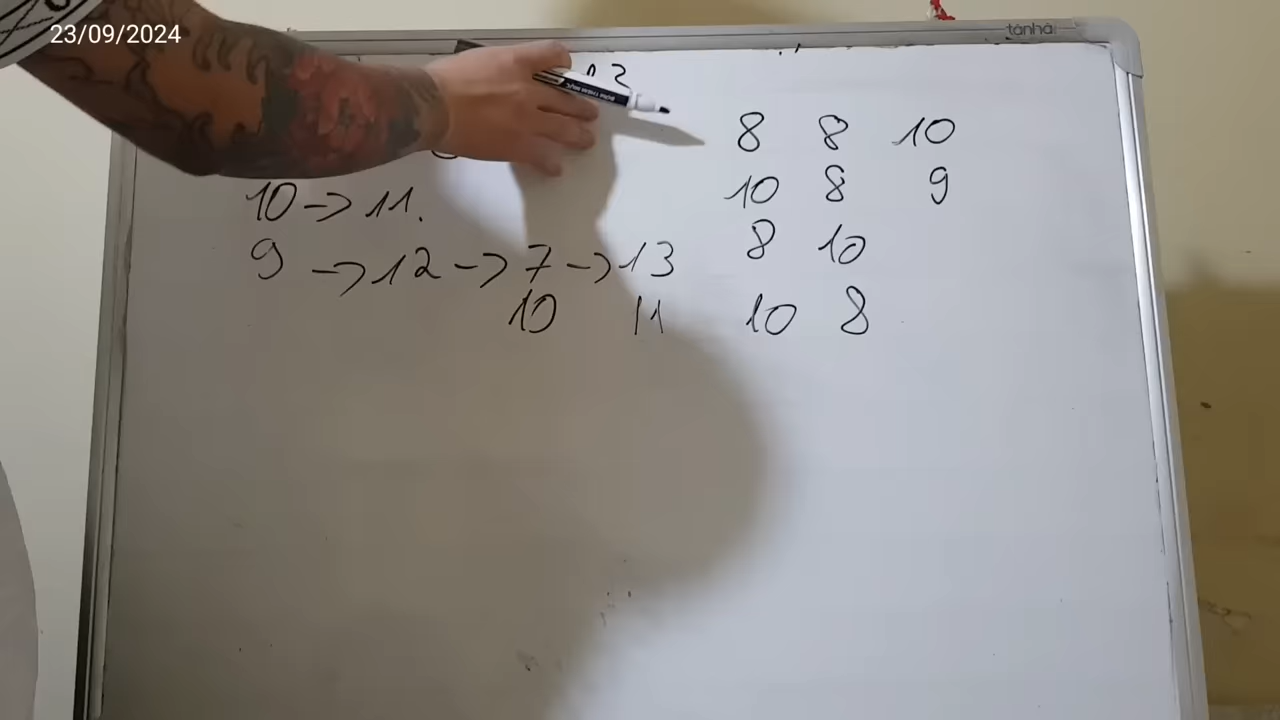 23/09/2024
tánhà
8 8 10
10 -> 11.
10 8 9
9 -> 12 -> 7 -> 13
8 10
10 11 10 8